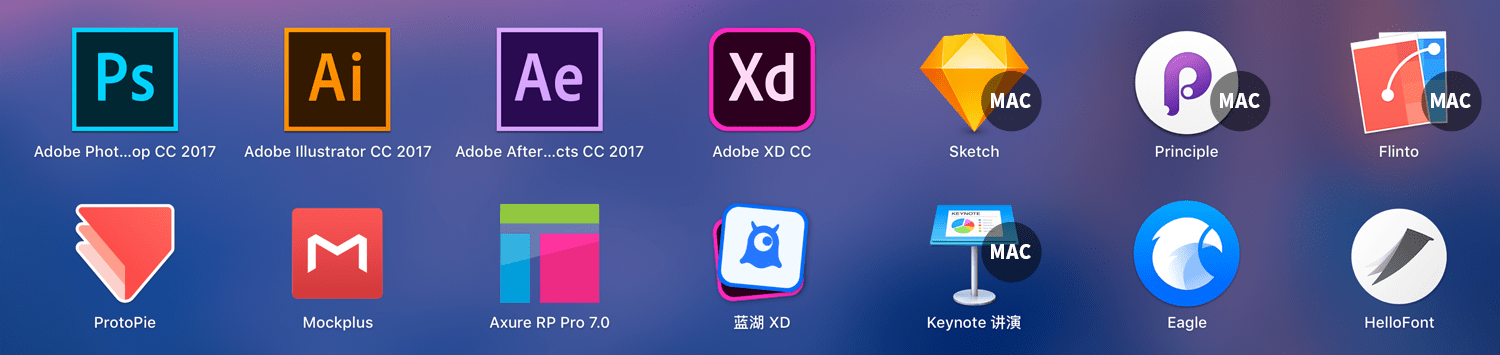 Ps
Ai
Ae
Xd
MAC
MAC
MAC
Adobe Phot...op CC 2017
Adobe Illustrator CC 2017
Adobe After...cts CC 2017
Adobe XD CC
Sketch
Principle
Flinto
KEYNOTE
MAC
ProtoPie
Mockplus
Axure RP Pro 7.0
蓝湖 XD
Keynote 讲演
Eagle
HelloFont